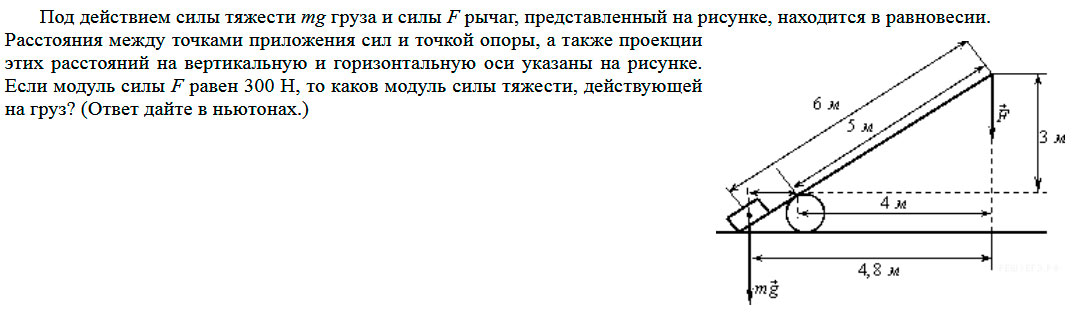 Под действием силы тяжести mg груза и силы F рычаг, представленный на рисунке, находится в равновесии.
Расстояния между точками приложения сил и точкой опоры, а также проекции
этих расстояний на вертикальную и горизонтальную оси указаны на рисунке.
Если модуль силы F равен 300 Н, то каков модуль силы тяжести, действующей
на груз? (Ответ дайте в ньютонах.)
6 м
5 м
F
3 м
4 м
4,8 м
mg